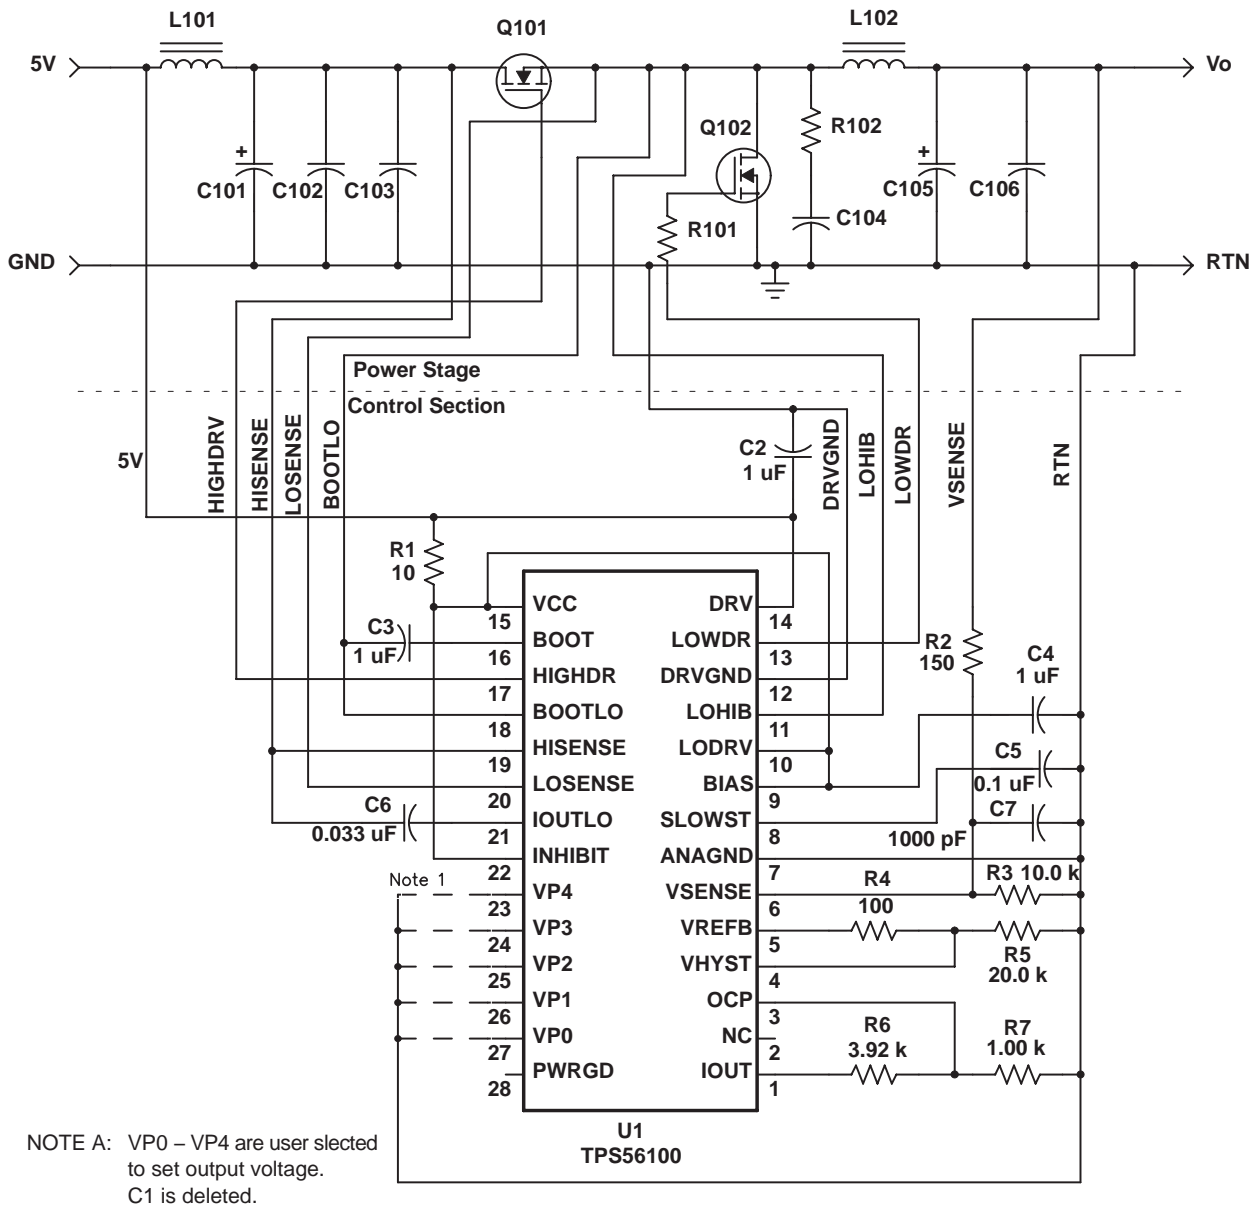 L101
Q101
L102
5V
Vo
Q102
R102
C101
C102
C103
R101
C104
C105
C106
GND
RTN
Power Stage
Control Section
5V
HIGHDRV
HISENSE
LOSENSE
BOOTLO
C2
1 uF
DRVGND
LOHIB
LOWDR
VSENSE
RTN
R1
10
VCC
DRV
15
14
C3
1 uF
BOOT
LOWDR
16
13
R2
150
C4
1 uF
HIGHDR
DRVGND
17
12
BOOTLO
LOHIB
18
11
HISENSE
LODRV
19
10
C5
0.1 uF
LOSENSE
BIAS
20
9
C6
0.033 uF
C7
1000 pF
IOUTLO
SLOWST
21
8
INHIBIT
ANAGND
22
7
Note 1
R4
100
R3 10.0 k
VP4
VSENSE
23
6
VP3
VREFB
24
5
R5
20.0 k
VP2
VHYST
25
4
VP1
OCP
26
3
R6
3.92 k
R7
1.00 k
VP0
NC
27
2
PWRGD
IOUT
28
1
U1
TPS56100
NOTE A: VP0 – VP4 are user slected
to set output voltage.
C1 is deleted.